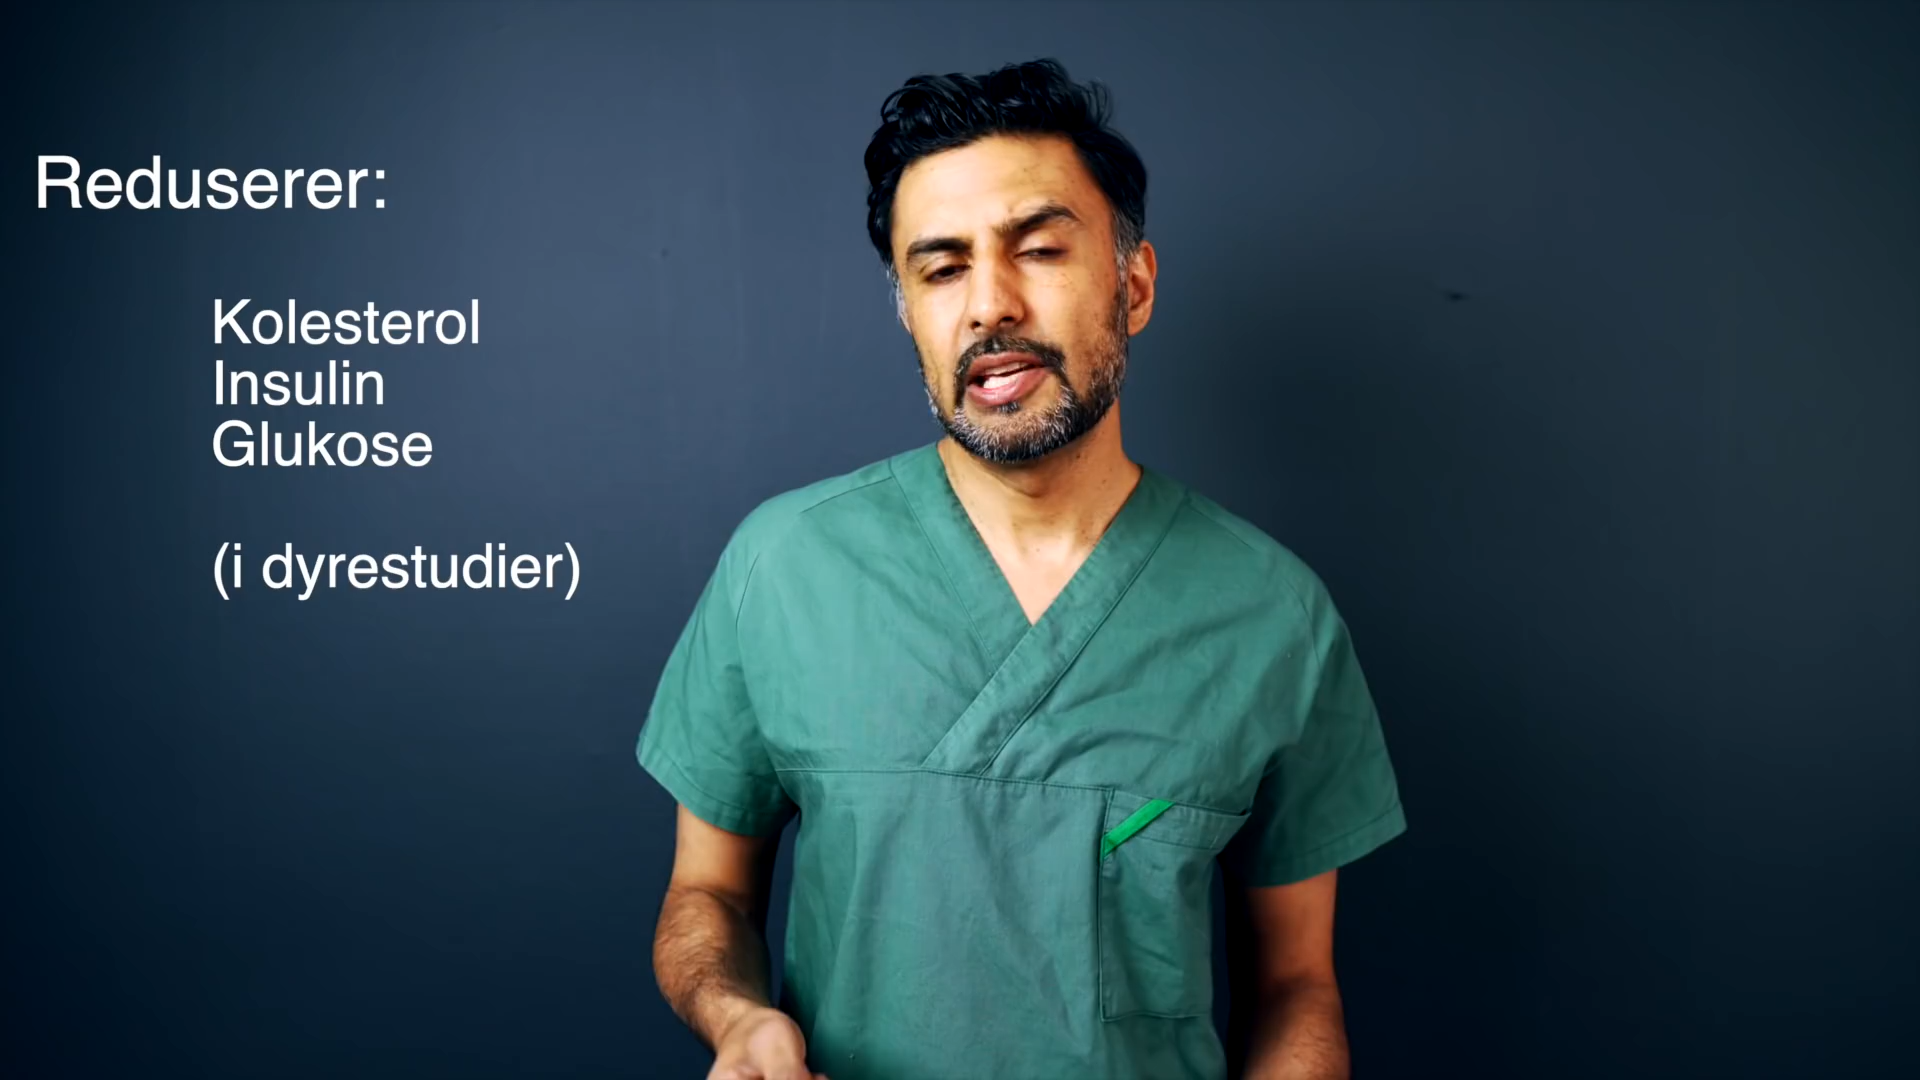 Reduserer:
Kolesterol
Insulin
Glukose
(i dyrestudier)